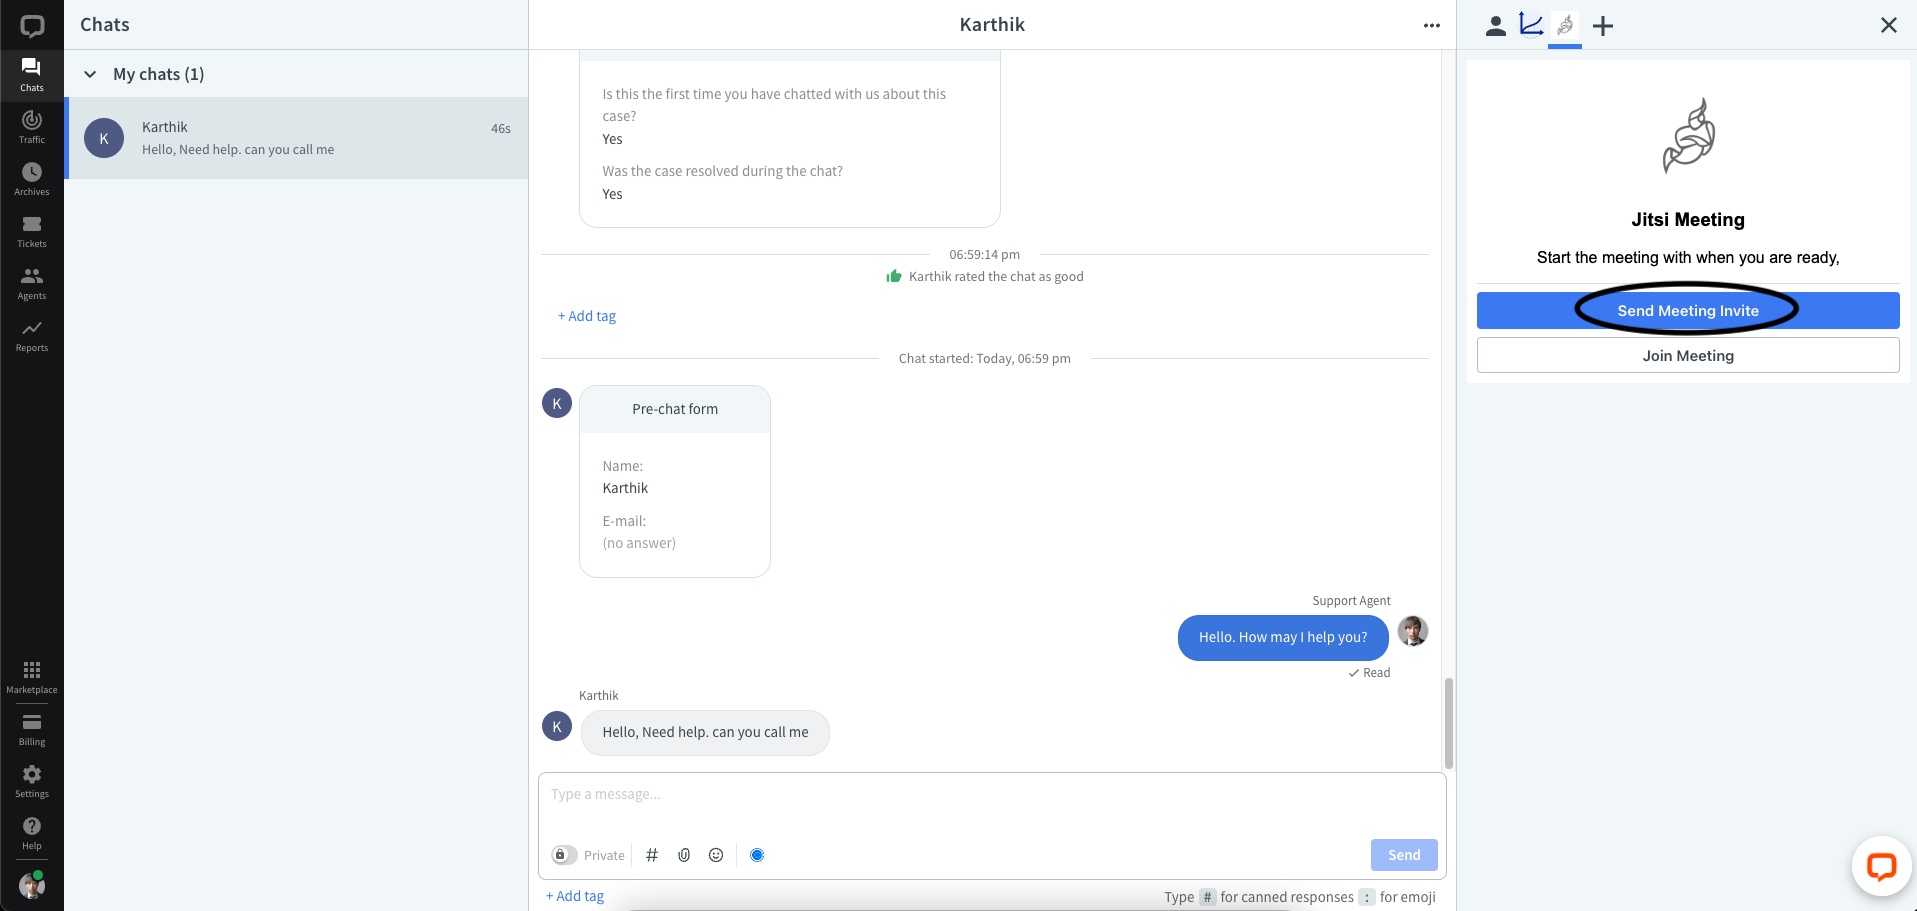 Chats
Traffic
Archives
Tickets
Agents
Reports
Marketplace
Billing
Settings
Help
Chats
My chats (1)
K
Karthik
46s
Hello, Need help. can you call me
Karthik
Is this the first time you have chatted with us about this
case?
Yes
Was the case resolved during the chat?
Yes
06:59:14 pm
Karthik rated the chat as good
+ Add tag
Chat started: Today, 06:59 pm
K
Pre-chat form
Name:
Karthik
E-mail:
(no answer)
Support Agent
Hello. How may I help you?
Read
Karthik
K
Hello, Need help. can you call me
Type a message...
Private
Send
+ Add tag
Type # for canned responses : for emoji
Jitsi Meeting
Start the meeting with when you are ready,
Send Meeting Invite
Join Meeting